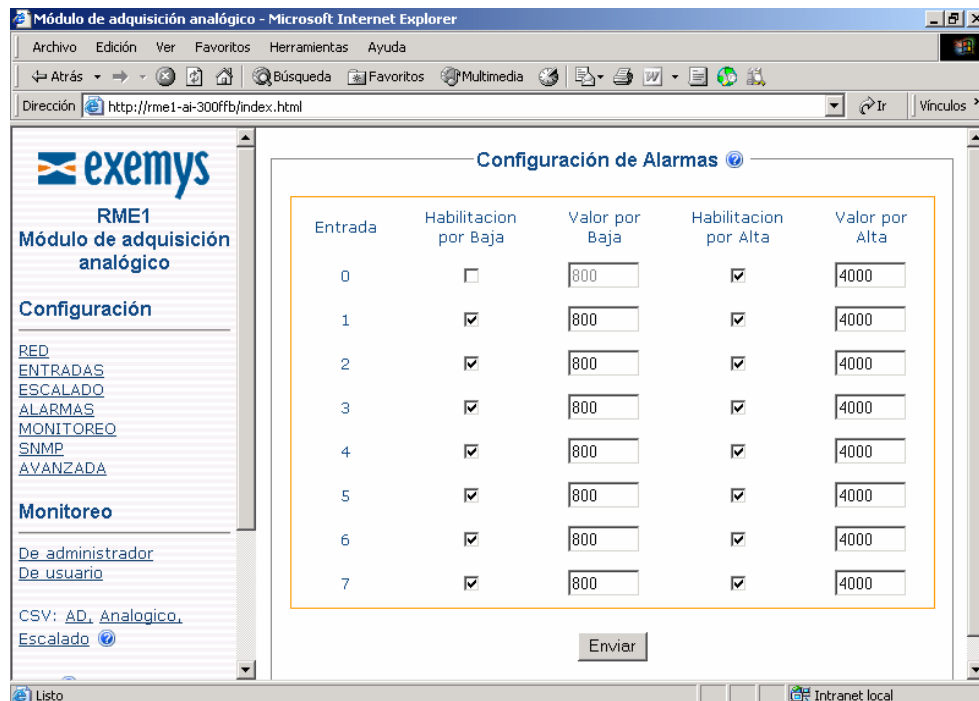 Módulo de adquisición analógico - Microsoft Internet Explorer
Archivo Edición Ver Favoritos Herramientas Ayuda
Atrás Búsqueda Favoritos Multimedia
Dirección http://rme1-ai-300ffb/index.html Ir Vínculos
exemys
RME1
Módulo de adquisición
analógico
Configuración
RED
ENTRADAS
ESCALADO
ALARMAS
MONITOREO
SNMP
AVANZADA
Monitoreo
De administrador
De usuario
CSV: AD, Analogico,
Escalado
Configuración de Alarmas
Entrada Habilitacion por Baja Valor por Baja Habilitacion por Alta Valor por Alta
0 800 4000
1 800 4000
2 800 4000
3 800 4000
4 800 4000
5 800 4000
6 800 4000
7 800 4000
Enviar
Listo Intranet local